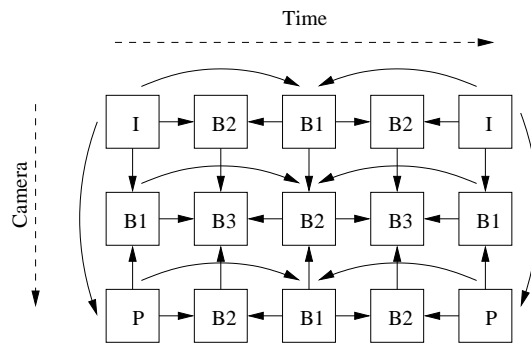 Time
Camera
I B2 B1 B2 I
B1 B3 B2 B3 B1
P B2 B1 B2 P